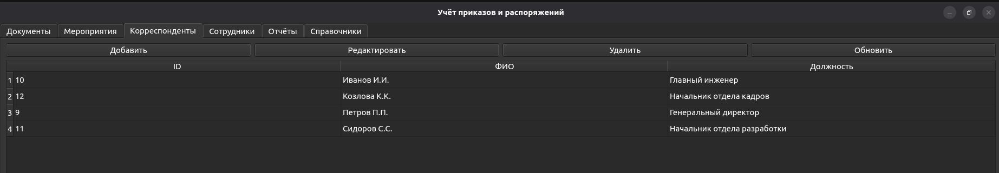 Учёт приказов и распоряжений
Документы Мероприятия Корреспонденты Сотрудники Отчёты Справочники
Добавить Редактировать Удалить Обновить
ID ФИО Должность
1 10 Иванов И.И. Главный инженер
2 12 Козлова К.К. Начальник отдела кадров
3 9 Петров П.П. Генеральный директор
4 11 Сидоров С.С. Начальник отдела разработки